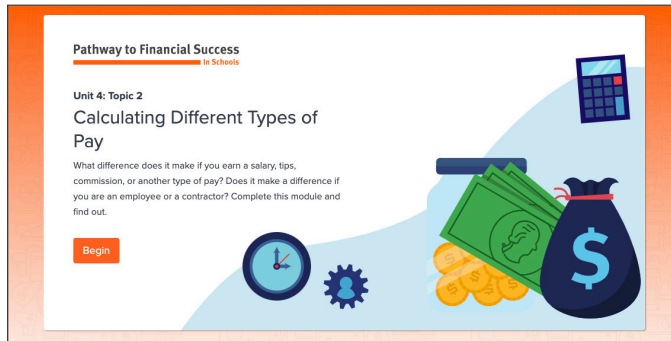 Pathway to Financial Success
In Schools
Unit 4: Topic 2
Calculating Different Types of
Pay
What difference does it make if you earn a salary, tips,
commission, or another type of pay? Does it make a difference if
you are an employee or a contractor? Complete this module and
find out.
Begin
$
$
$
$
$
$
$